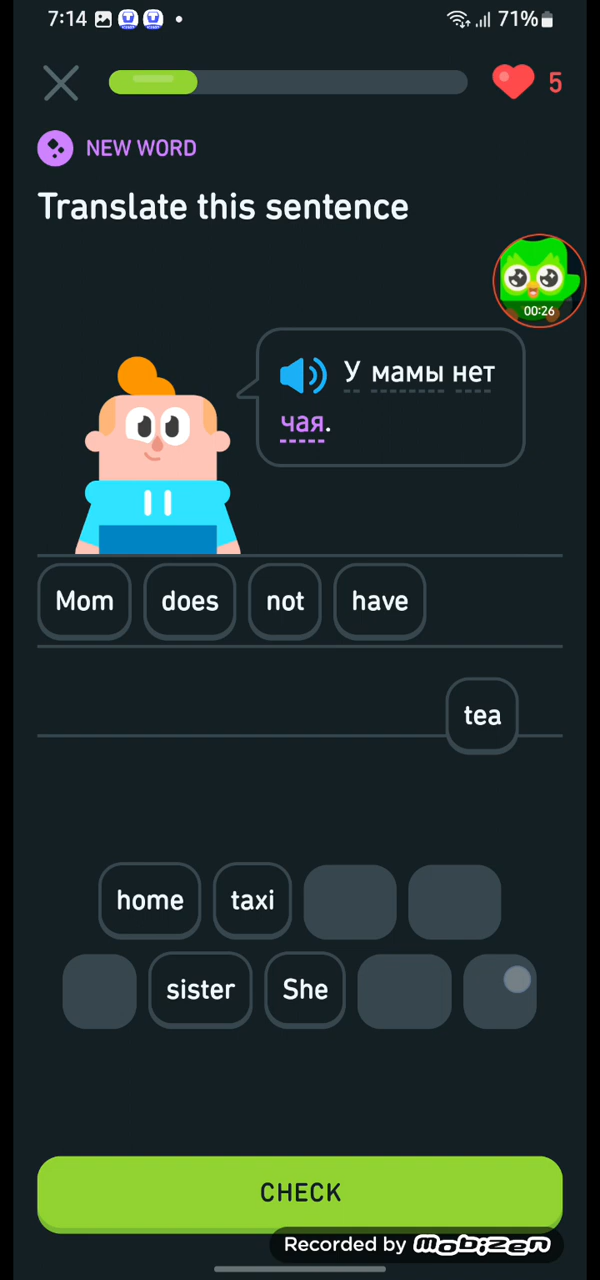 7:14 71%
5
NEW WORD
Translate this sentence
00:26
У мамы нет
чая.
Mom does not have
tea
home taxi
sister She
CHECK
Recorded by mobizen